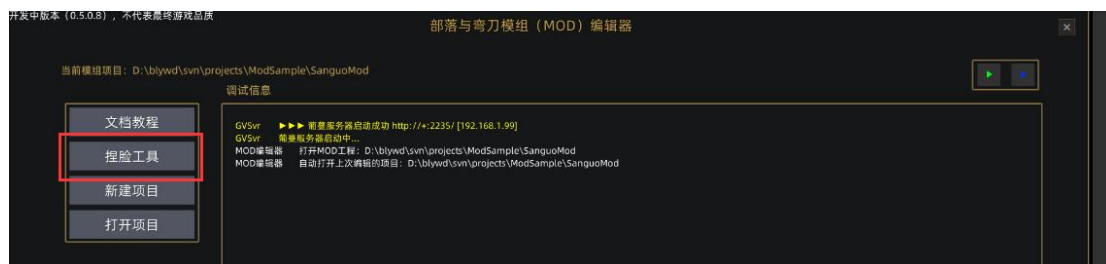 开发中版本（0.5.0.8），不代表最终游戏品质
部落与弯刀模组（MOD）编辑器
当前模组项目：D:\blywd\svn\projects\ModSample\SanguoMod
调试信息
文档教程
捏脸工具
新建项目
打开项目
GVSvr ►►► 葡蔓服务器启动成功 http://+:2235/ [192.168.1.99]
GVSvr 葡蔓服务器启动中...
MOD编辑器 打开MOD工程：D:\blywd\svn\projects\ModSample\SanguoMod
MOD编辑器 自动打开上次编辑的项目：D:\blywd\svn\projects\ModSample\SanguoMod